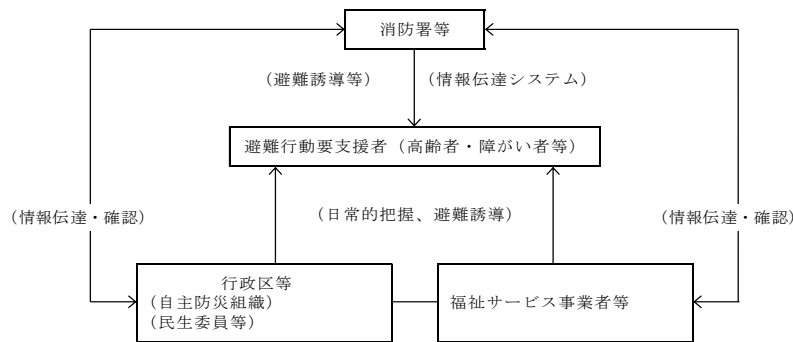 消防署等
（避難誘導等）
（情報伝達システム）
避難行動要支援者（高齢者・障がい者等）
（情報伝達・確認）
（日常的把握、避難誘導）
（情報伝達・確認）
行政区等
（自主防災組織）
（民生委員等）
福祉サービス事業者等